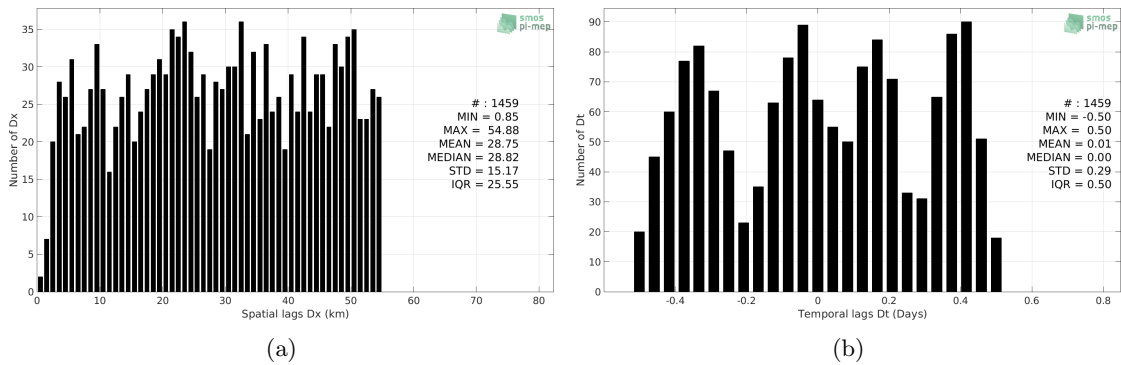 smos
pi-mep
Number of Dx
35
30
25
20
15
10
5
0
# : 1459
MIN = 0.85
MAX = 54.88
MEAN = 28.75
MEDIAN = 28.82
STD = 15.17
IQR = 25.55
0 10 20 30 40 50 60 70 80
Spatial lags Dx (km)
(a)
smos
pi-mep
Number of Dt
90
80
70
60
50
40
30
20
10
0
# : 1459
MIN = -0.50
MAX = 0.50
MEAN = 0.01
MEDIAN = 0.00
STD = 0.29
IQR = 0.50
-0.4 -0.2 0 0.2 0.4 0.6 0.8
Temporal lags Dt (Days)
(b)